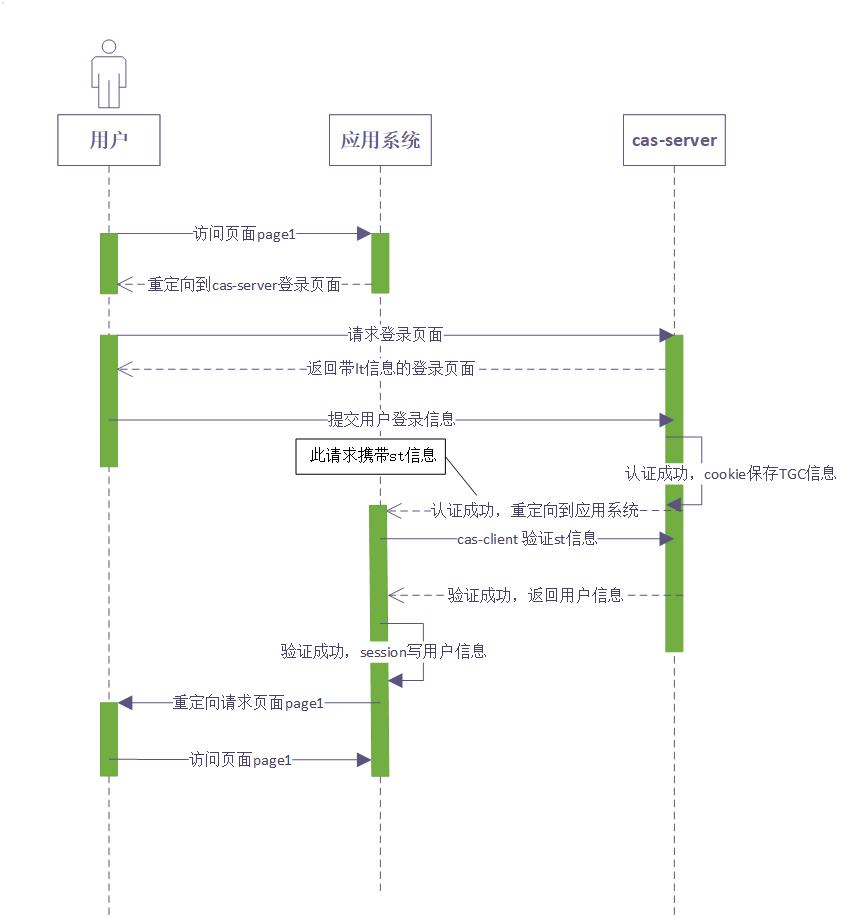 用户
应用系统
cas-server
访问页面page1
重定向到cas-server登录页面
请求登录页面
返回带lt信息的登录页面
提交用户登录信息
此请求携带st信息
认证成功，cookie保存TGC信息
认证成功，重定向到应用系统
cas-client 验证st信息
验证成功，返回用户信息
验证成功，session写用户信息
重定向请求页面page1
访问页面page1